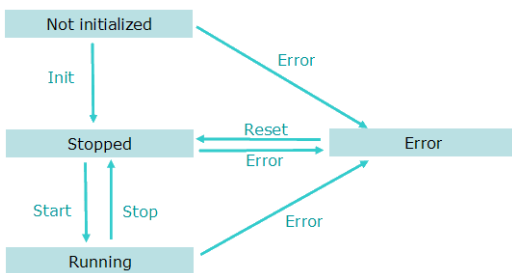 Not initialized
Error
Init
Reset
Stopped
Error
Error
Start
Stop
Error
Running